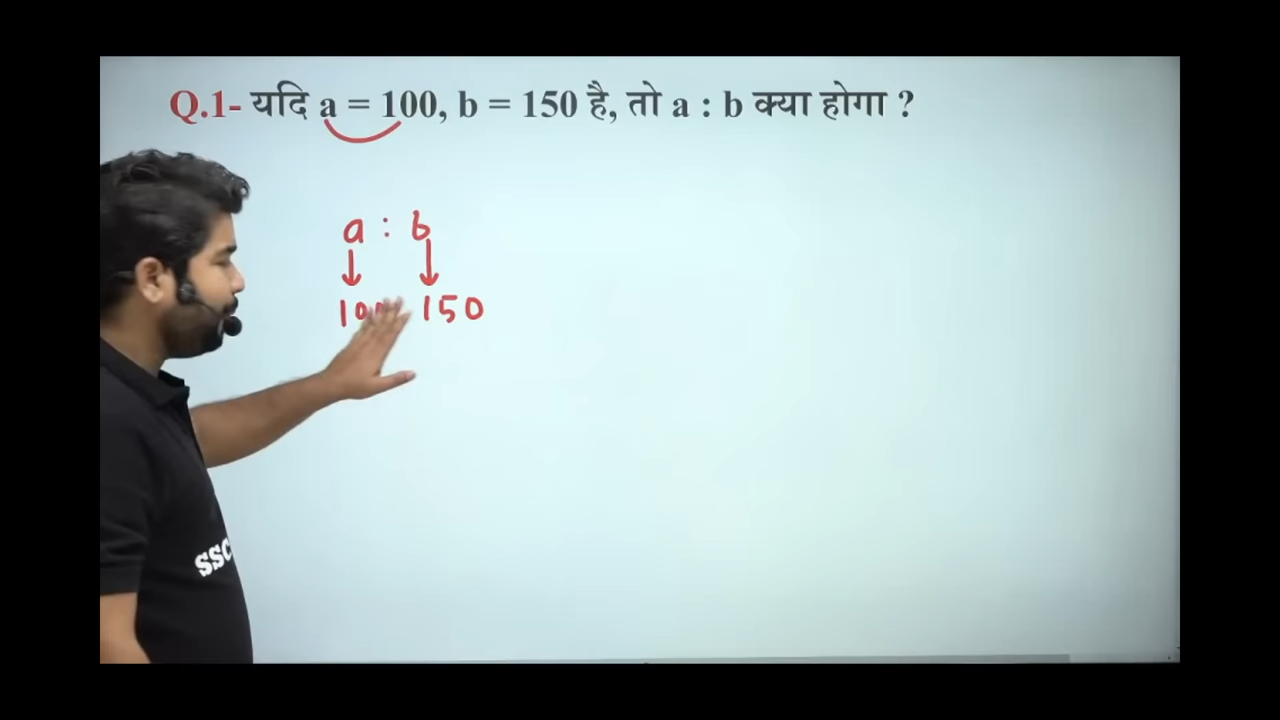 Q.1- यदि a = 100, b = 150 है, तो a : b क्या होगा ?
a : b
150
SSC